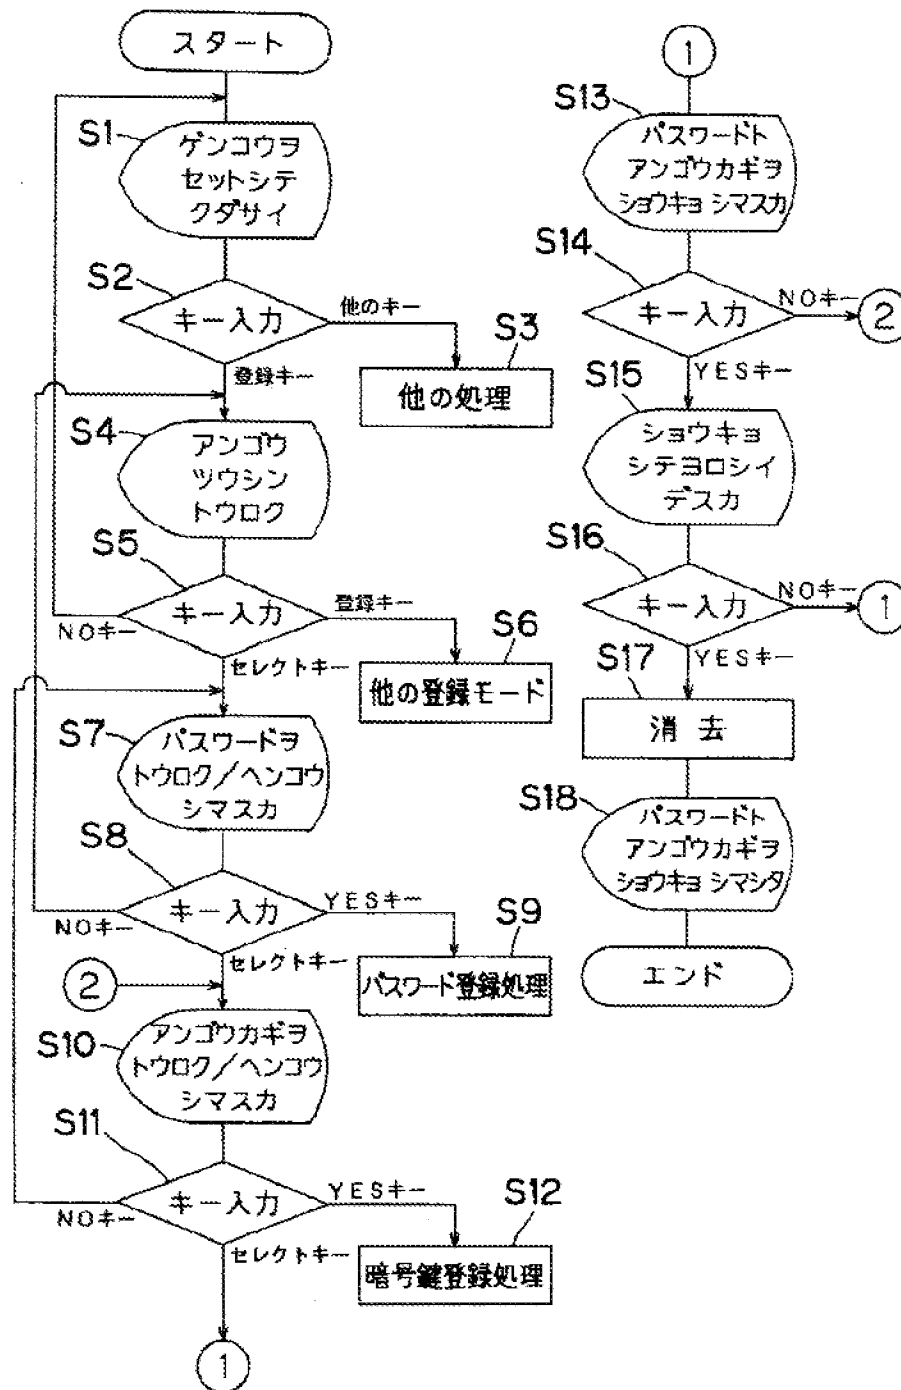 スタート
S1
ゲンコウヲ
セットシテ
クダサイ
S2
キー入力
他のキー
S3
他の処理
登録キー
S4
アンゴウ
ツウシン
トウロク
S5
キー入力
登録キー
NOキー
S6
他の登録モード
セレクトキー
S7
パスワードヲ
トウロク/ヘンコウ
シマスカ
S8
キー入力
YESキー
NOキー
S9
パスワード登録処理
セレクトキー
2
S10
アンゴウカギヲ
トウロク/ヘンコウ
シマスカ
S11
キー入力
YESキー
NOキー
S12
暗号鍵登録処理
セレクトキー
1
1
S13
パスワードト
アンゴウカギヲ
ショウキョ シマスカ
S14
キー入力
NOキー
2
YESキー
S15
ショウキョ
シテヨロシイ
デスカ
S16
キー入力
NOキー
1
YESキー
S17
消去
S18
パスワードト
アンゴウカギヲ
ショウキョ シマシタ
エンド